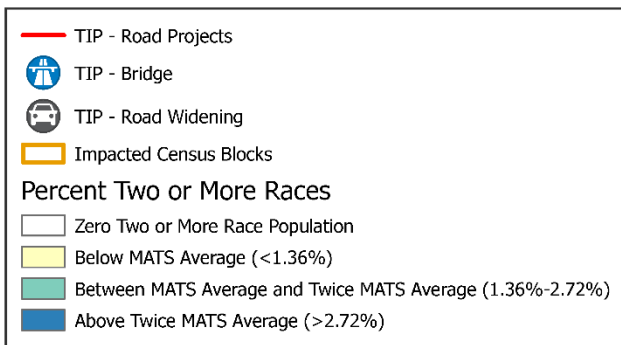 TIP - Road Projects
TIP - Bridge
TIP - Road Widening
Impacted Census Blocks
Percent Two or More Races
Zero Two or More Race Population
Below MATS Average (<1.36%)
Between MATS Average and Twice MATS Average (1.36%-2.72%)
Above Twice MATS Average (>2.72%)